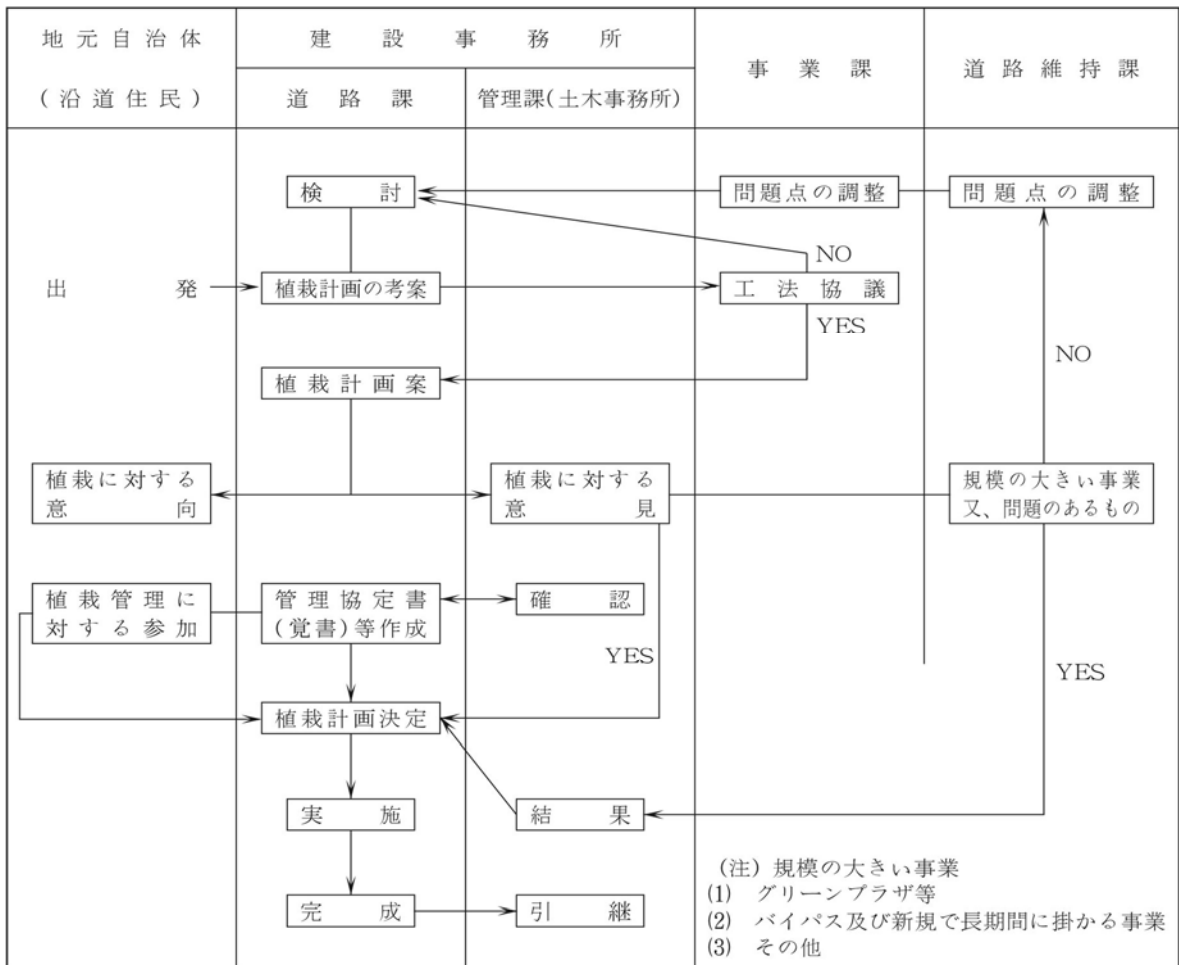 地元自治体
(沿道住民)
建設事務所
道路課
管理課(土木事務所)
事業課
道路維持課
検討
問題点の調整
問題点の調整
NO
出発
植栽計画の考案
工法協議
YES
NO
植栽計画案
植栽に対する
意向
植栽に対する
意見
規模の大きい事業
又、問題のあるもの
植栽管理に
対する参加
管理協定書
(覚書)等作成
確認
YES
YES
植栽計画決定
実施
結果
完成
引継
(注) 規模の大きい事業
(1) グリーンプラザ等
(2) バイパス及び新規で長期間に掛かる事業
(3) その他